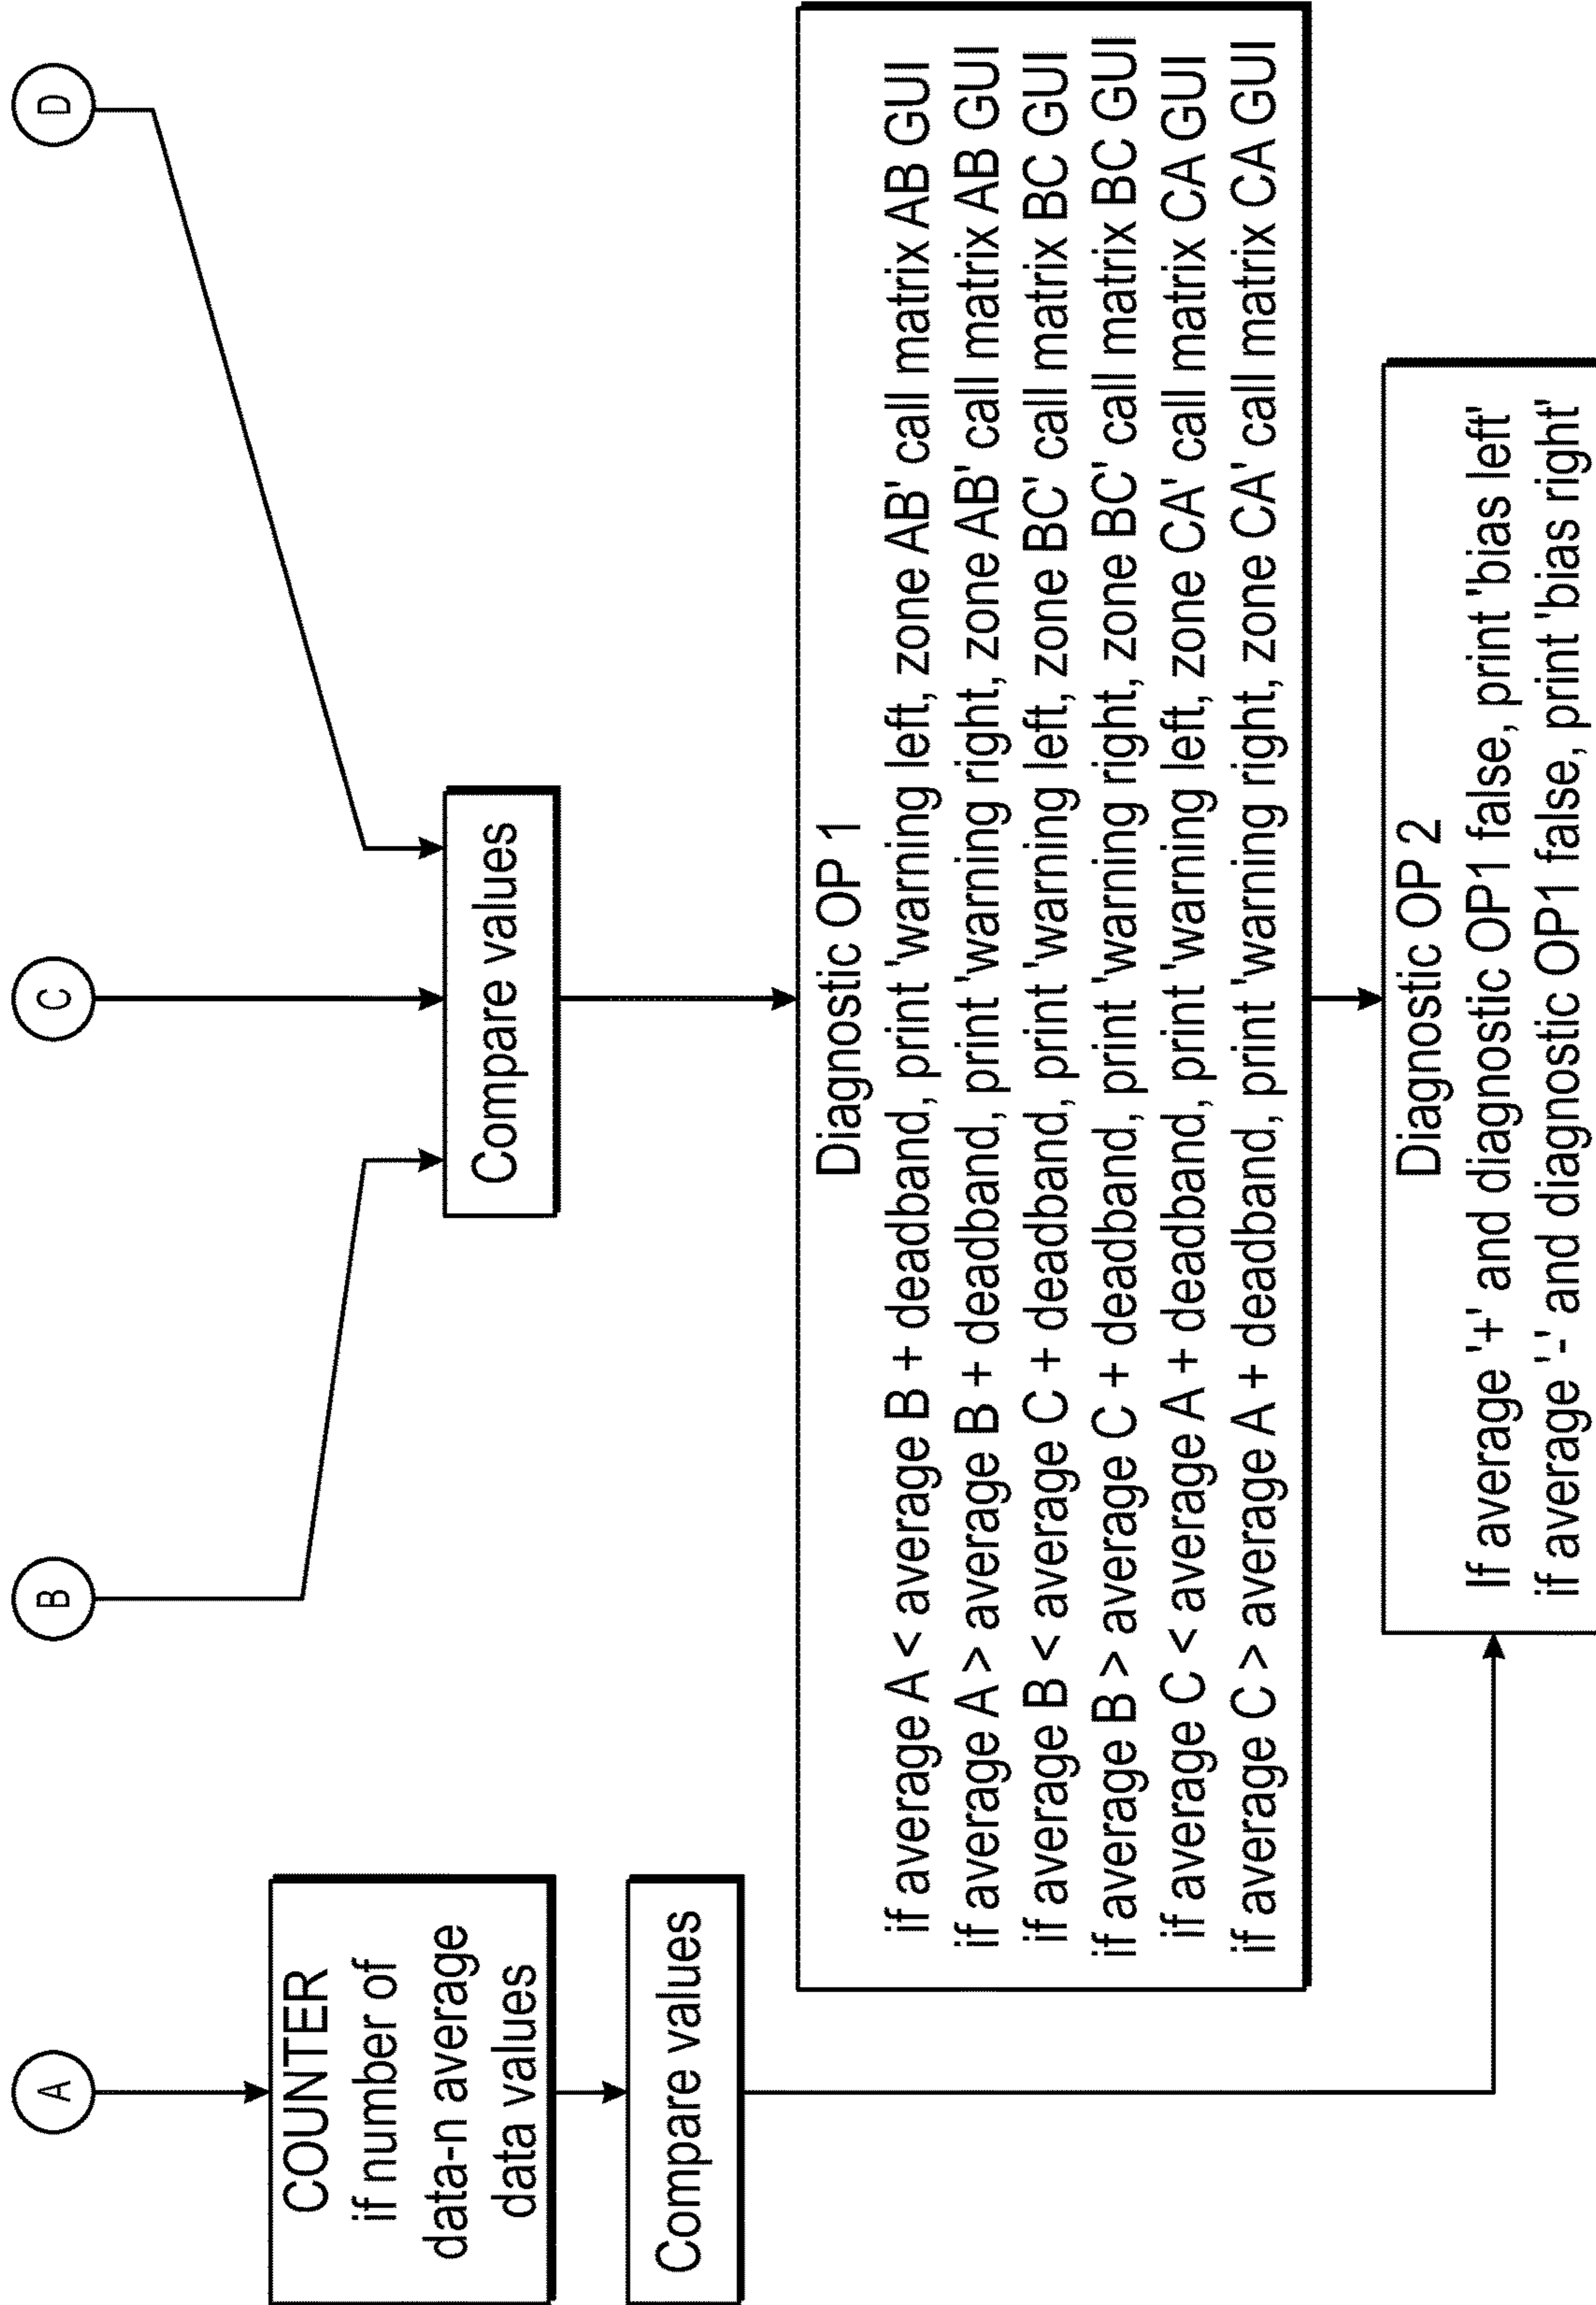 A
B
C
D
COUNTER
if number of
data-n average
data values
Compare values
Compare values
Diagnostic OP 1
if average A < average B + deadband, print 'warning left, zone AB' call matrix AB GUI
if average A > average B + deadband, print 'warning right, zone AB' call matrix AB GUI
if average B < average C + deadband, print 'warning left, zone BC' call matrix BC GUI
if average B > average C + deadband, print 'warning right, zone BC' call matrix BC GUI
if average C < average A + deadband, print 'warning left, zone CA' call matrix CA GUI
if average C > average A + deadband, print 'warning right, zone CA' call matrix CA GUI
Diagnostic OP 2
If average '+' and diagnostic OP1 false, print 'bias left'
if average '-' and diagnostic OP1 false, print 'bias right'